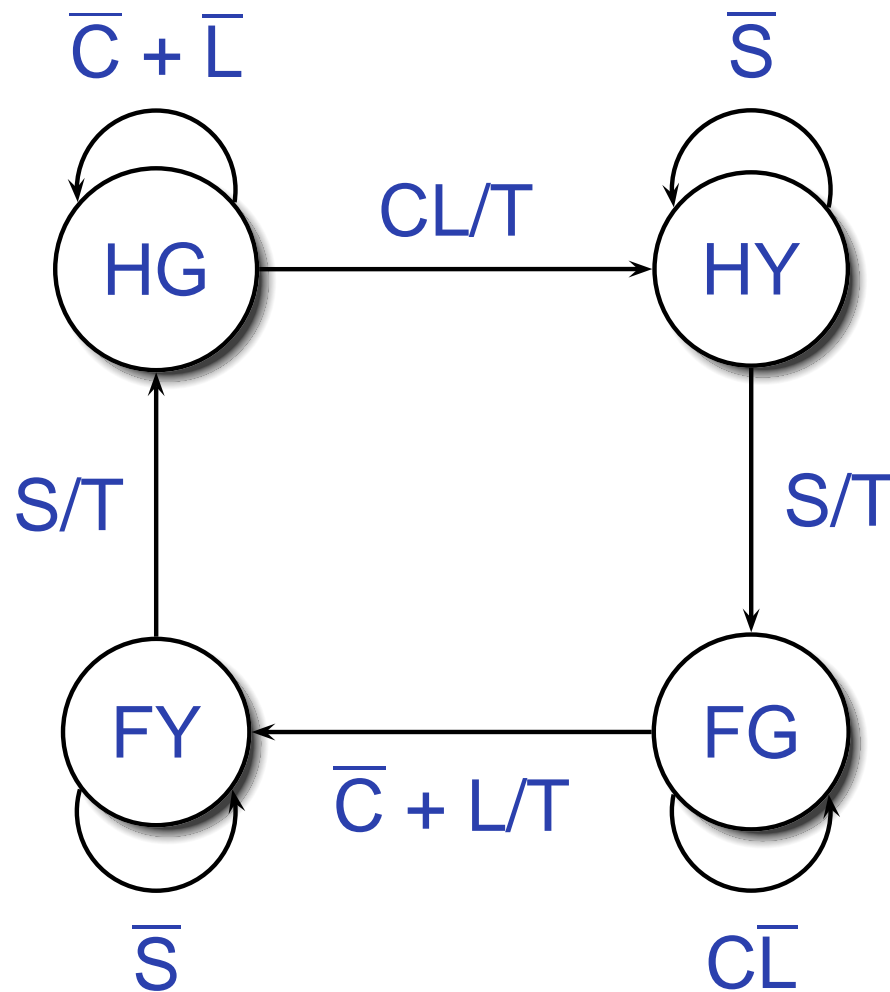 C̅ + L̅
S̅
CL/T
HG
HY
S/T
S/T
FY
FG
C̅ + L/T
S̅
CL̅